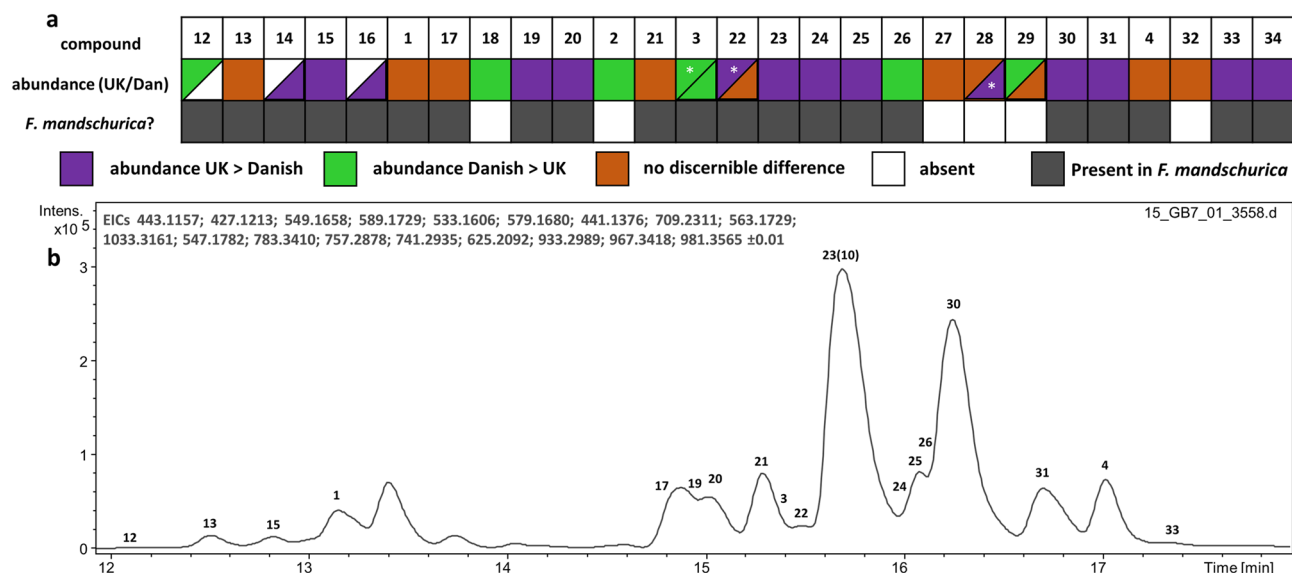 a
compound 12 13 14 15 16 1 17 18 19 20 2 21 3 22 23 24 25 26 27 28 29 30 31 4 32 33 34
abundance (UK/Dan) * * *
F. mandschurica?
abundance UK > Danish abundance Danish > UK no discernible difference absent Present in F. mandschurica
Intens.
x10 5
EICs 443.1157; 427.1213; 549.1658; 589.1729; 533.1606; 579.1680; 441.1376; 709.2311; 563.1729;
1033.3161; 547.1782; 783.3410; 757.2878; 741.2935; 625.2092; 933.2989; 967.3418; 981.3565 ±0.01
15_GB7_01_3558.d
b
3
2
1
0
12 13 15 1 17 19 20 21 3 22 23(10) 24 25 26 30 31 4 33
12 13 14 15 16 17 Time [min]